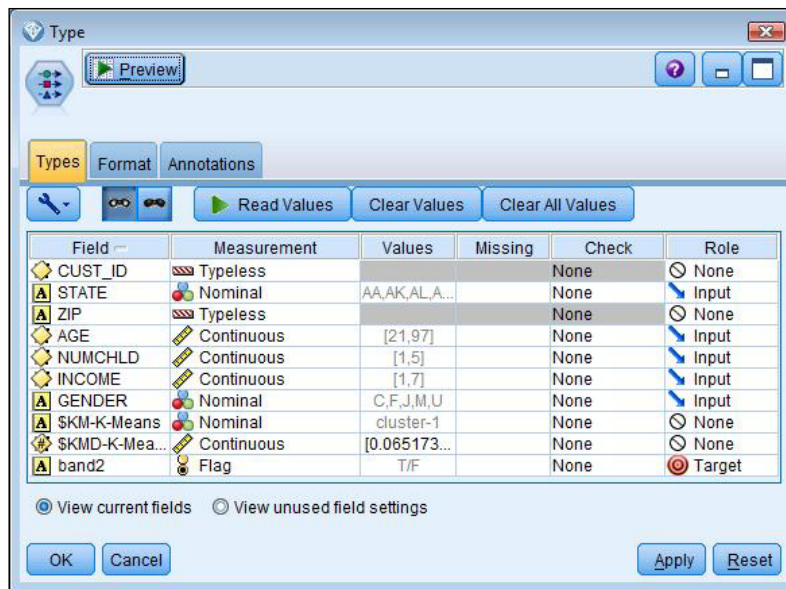 Type
Preview
Types Format Annotations
Read Values Clear Values Clear All Values
Field Measurement Values Missing Check Role
CUST_ID Typeless None None
A STATE Nominal AA,AK,AL,A... None Input
A ZIP Typeless None None
AGE Continuous [21,97] None Input
NUMCHLD Continuous [1,5] None Input
INCOME Continuous [1,7] None Input
A GENDER Nominal C,F,J,M,U None Input
A $KM-K-Means Nominal cluster-1 None None
# $KMD-K-Mea... Continuous [0.065173... None None
A band2 Flag T/F None Target
View current fields View unused field settings
OK Cancel Apply Reset